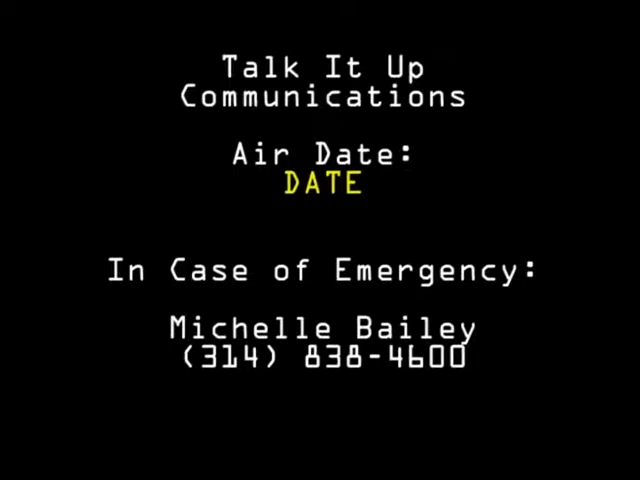 Talk It Up
Communications
Air Date:
DATE
In Case of Emergency:
Michelle Bailey
(314) 838-4600